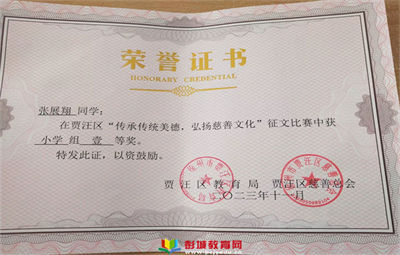 荣誉证书
HONORARY CREDENTIAL
张展翔 同学：
在贾汪区“传承传统美德，弘扬慈善文化”征文比赛中获
小学 组 壹 等奖。
特发此证，以资鼓励。
贾汪区教育局 贾汪区慈善总会
二〇二三年十一月
彭城教育网